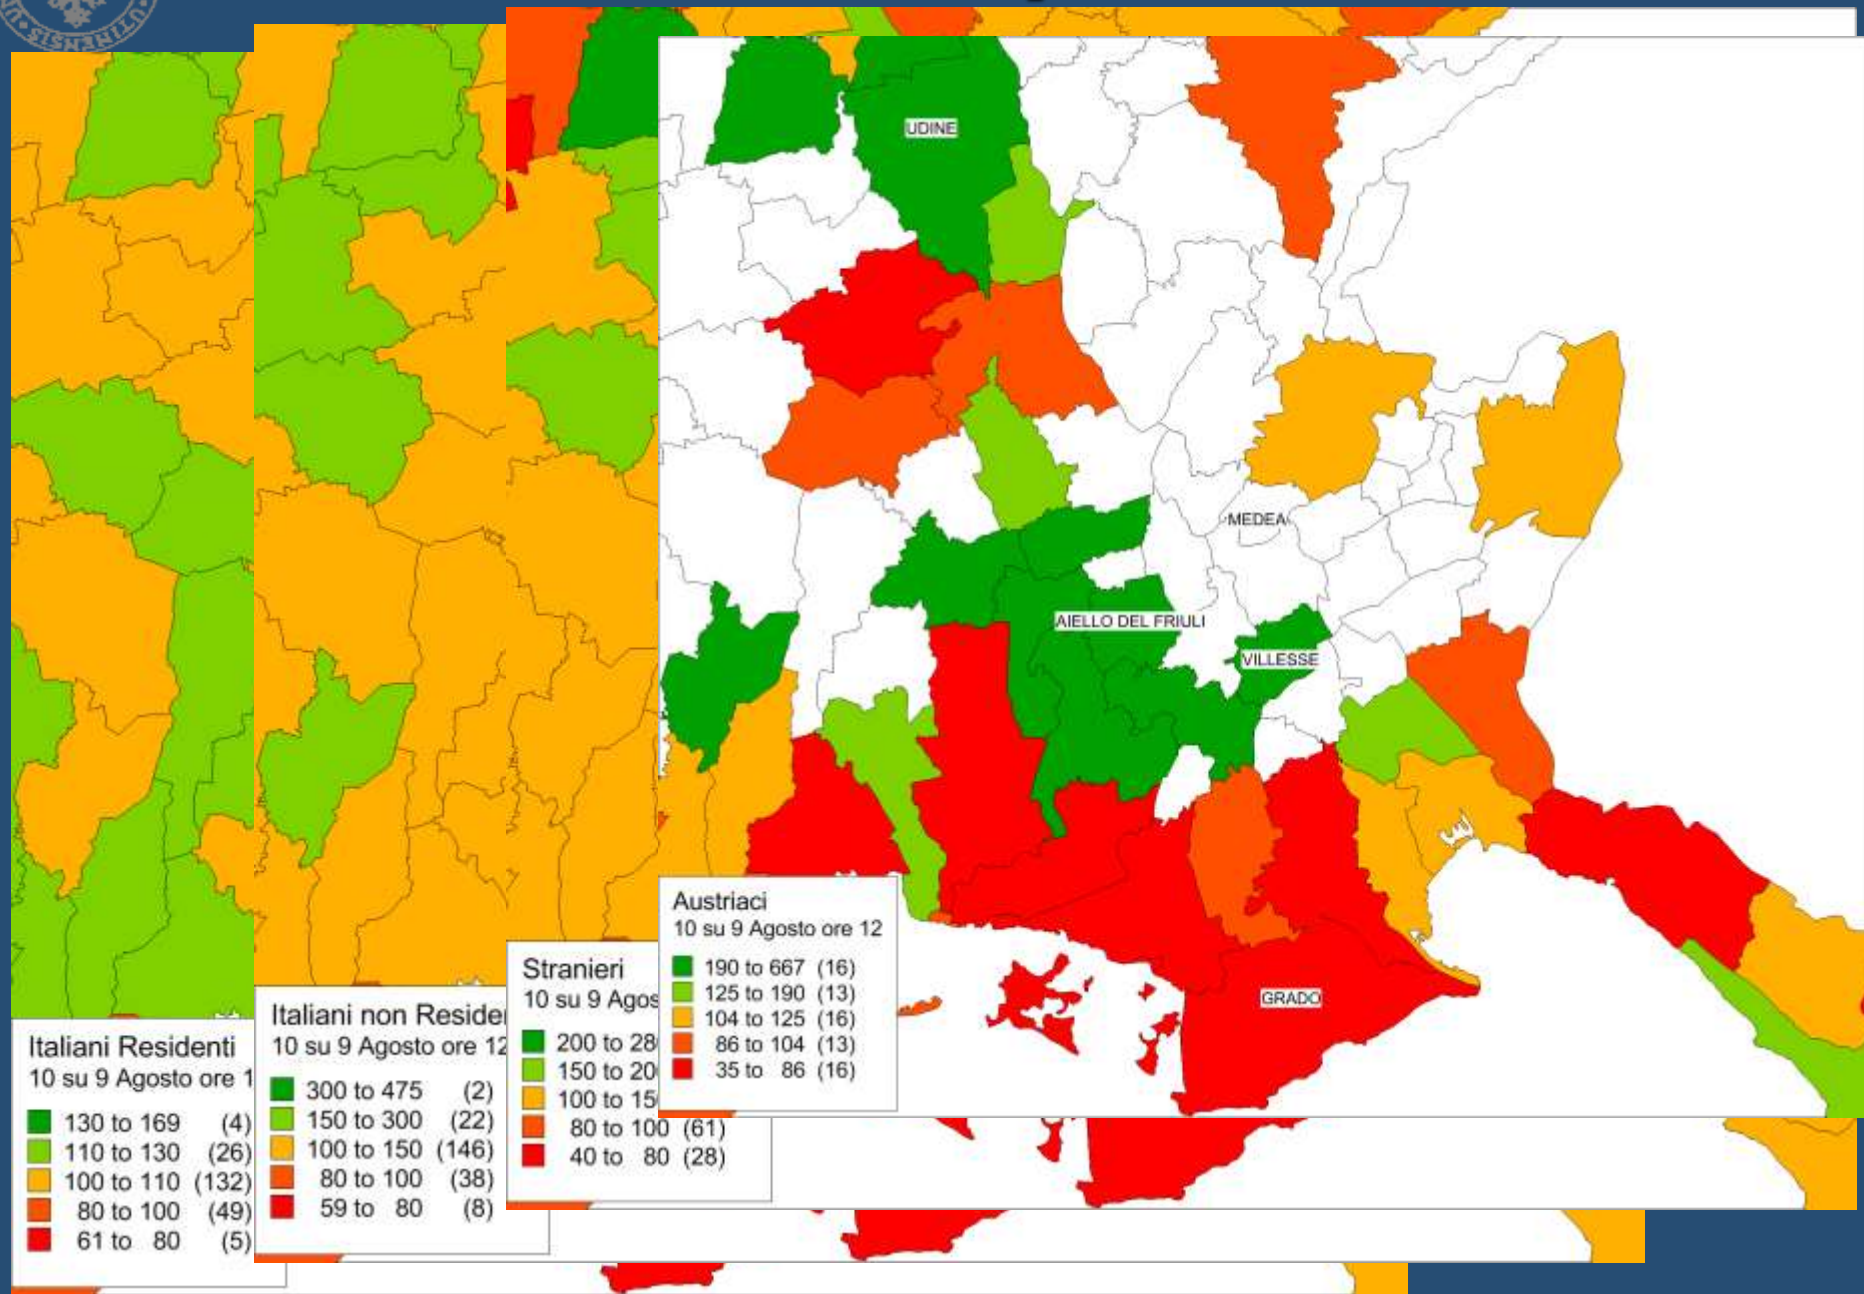 UTINENSIS
UDINE
MEDEA
AIELLO DEL FRIULI
VILLESSE
GRADO
Austriaci
10 su 9 Agosto ore 12
190 to 667 (16)
125 to 190 (13)
104 to 125 (16)
86 to 104 (13)
35 to 86 (16)
Stranieri
10 su 9 Agos
200 to 28
150 to 20
100 to 15
80 to 100 (61)
40 to 80 (28)
Italiani non Reside
10 su 9 Agosto ore 12
300 to 475 (2)
150 to 300 (22)
100 to 150 (146)
80 to 100 (38)
59 to 80 (8)
Italiani Residenti
10 su 9 Agosto ore 1
130 to 169 (4)
110 to 130 (26)
100 to 110 (132)
80 to 100 (49)
61 to 80 (5)